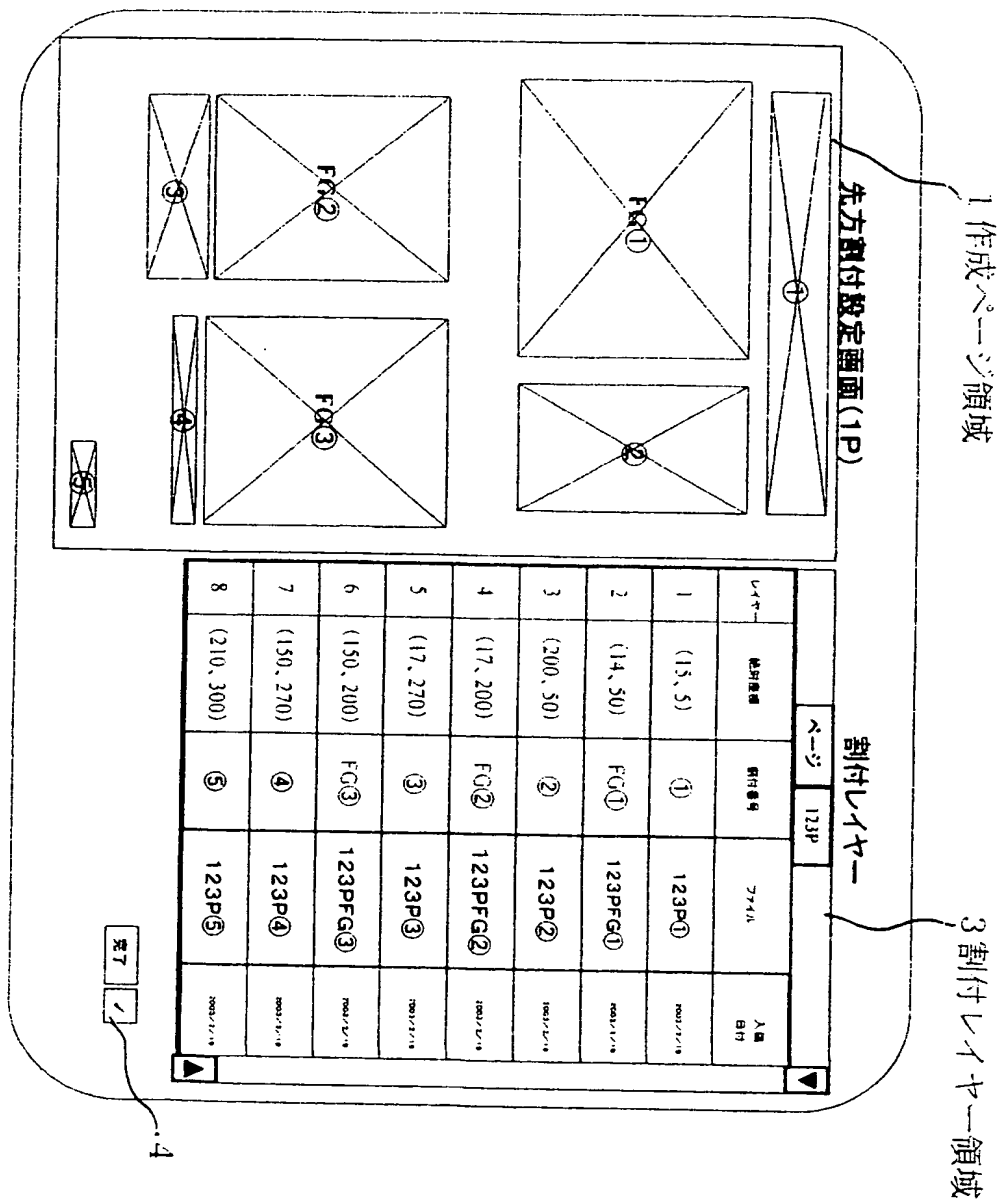 1 作成ページ領域
3 割付レイヤー領域
先方割付設定画面(1P)
①
FG①
②
FG②
FG③
③
④
⑤
割付レイヤー
ページ 123P
レイヤー 絶対座標 割付番号 ファイル 入稿日付
1 (15、5) ① 123P①
2 (14、50) FG① 123PFG①
3 (200、50) ② 123P②
4 (17、200) FG② 123PFG②
5 (17、270) ③ 123P③
6 (150、200) FG③ 123PFG③
7 (150、270) ④ 123P④
8 (210、300) ⑤ 123P⑤
完了
4